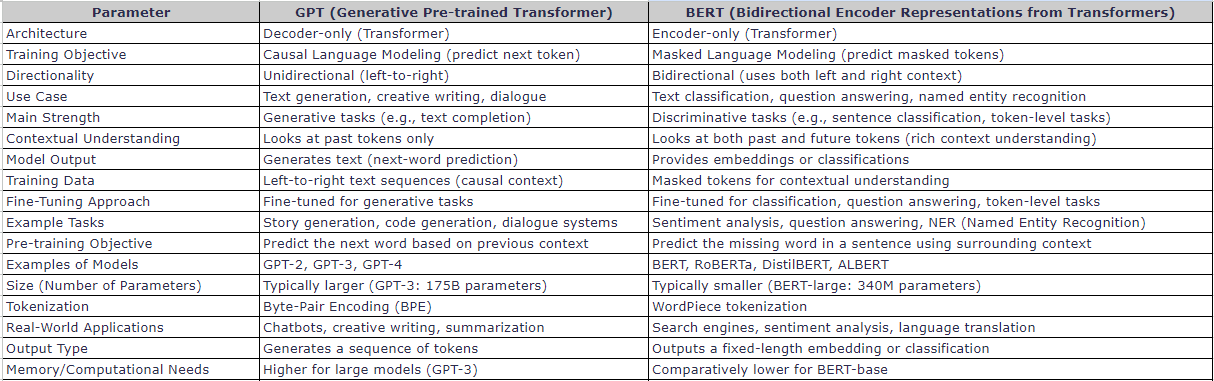 Parameter GPT (Generative Pre-trained Transformer) BERT (Bidirectional Encoder Representations from Transformers)
Architecture Decoder-only (Transformer) Encoder-only (Transformer)
Training Objective Causal Language Modeling (predict next token) Masked Language Modeling (predict masked tokens)
Directionality Unidirectional (left-to-right) Bidirectional (uses both left and right context)
Use Case Text generation, creative writing, dialogue Text classification, question answering, named entity recognition
Main Strength Generative tasks (e.g., text completion) Discriminative tasks (e.g., sentence classification, token-level tasks)
Contextual Understanding Looks at past tokens only Looks at both past and future tokens (rich context understanding)
Model Output Generates text (next-word prediction) Provides embeddings or classifications
Training Data Left-to-right text sequences (causal context) Masked tokens for contextual understanding
Fine-Tuning Approach Fine-tuned for generative tasks Fine-tuned for classification, question answering, token-level tasks
Example Tasks Story generation, code generation, dialogue systems Sentiment analysis, question answering, NER (Named Entity Recognition)
Pre-training Objective Predict the next word based on previous context Predict the missing word in a sentence using surrounding context
Examples of Models GPT-2, GPT-3, GPT-4 BERT, RoBERTa, DistilBERT, ALBERT
Size (Number of Parameters) Typically larger (GPT-3: 175B parameters) Typically smaller (BERT-large: 340M parameters)
Tokenization Byte-Pair Encoding (BPE) WordPiece tokenization
Real-World Applications Chatbots, creative writing, summarization Search engines, sentiment analysis, language translation
Output Type Generates a sequence of tokens Outputs a fixed-length embedding or classification
Memory/Computational Needs Higher for large models (GPT-3) Comparatively lower for BERT-base